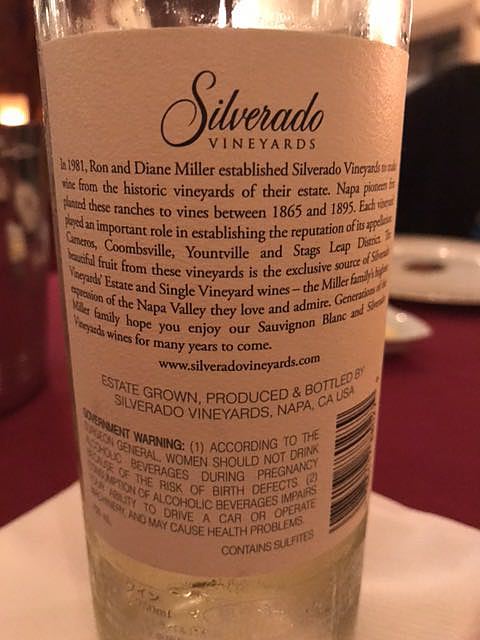 Silverado
VINEYARDS
In 1981, Ron and Diane Miller established Silverado Vineyards to
wine from the historic vineyards of their estate. Napa pioneers
planted these ranches to vines between 1865 and 1895. Each vineyard
played an important role in establishing the reputation of its appellation
Carneros, Coombsville, Yountville and Stags Leap District. The
beautiful fruit from these vineyards is the exclusive source of Silverado
Vineyards' Estate and Single Vineyard wines – the Miller family's highest
expression of the Napa Valley they love and admire. Generations of the
Miller family hope you enjoy our Sauvignon Blanc and Silverado
Vineyards wines for many years to come.
www.silveradovineyards.com
ESTATE GROWN, PRODUCED & BOTTLED BY
SILVERADO VINEYARDS, NAPA, CA USA
GOVERNMENT WARNING: (1) ACCORDING TO THE
SURGEON GENERAL, WOMEN SHOULD NOT DRINK
ALCOHOLIC BEVERAGES DURING PREGNANCY
BECAUSE OF THE RISK OF BIRTH DEFECTS. (2)
CONSUMPTION OF ALCOHOLIC BEVERAGES IMPAIRS
YOUR ABILITY TO DRIVE A CAR OR OPERATE
MACHINERY, AND MAY CAUSE HEALTH PROBLEMS.
CONTAINS SULFITES